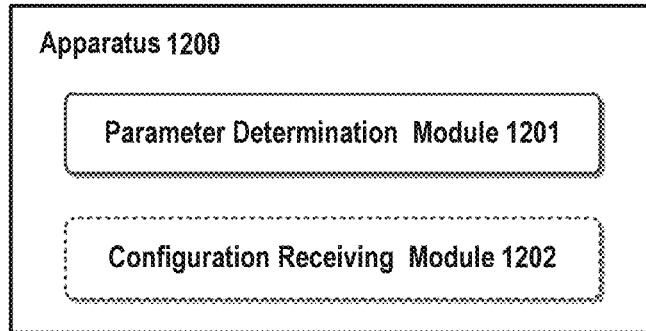 Apparatus 1200
Parameter Determination Module 1201
Configuration Receiving Module 1202